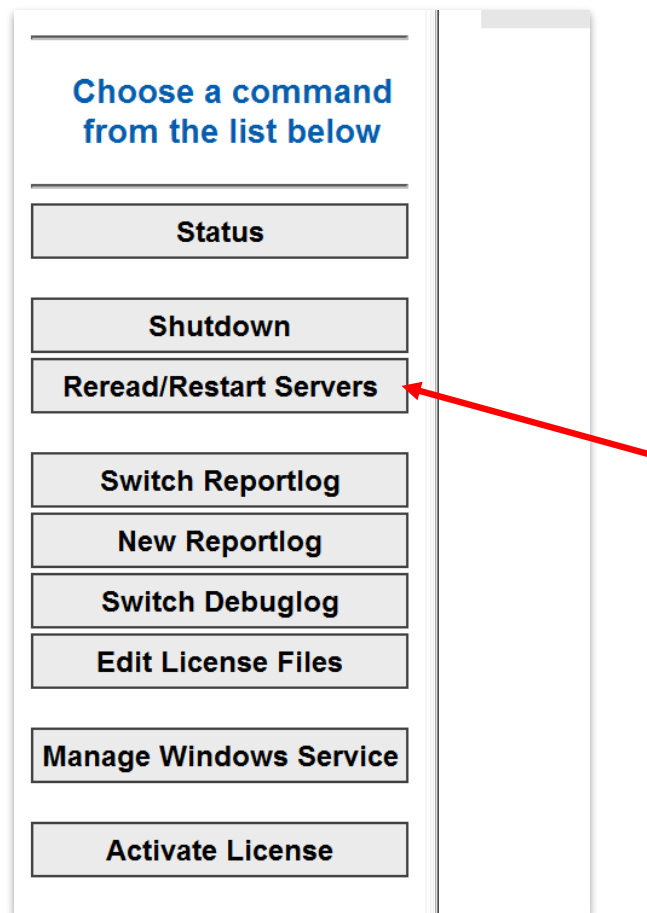 Choose a command
from the list below
Status
Shutdown
Reread/Restart Servers
Switch Reportlog
New Reportlog
Switch Debuglog
Edit License Files
Manage Windows Service
Activate License